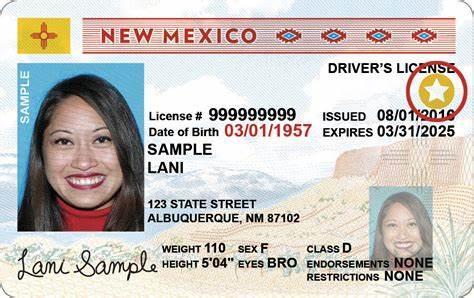 NEW MEXICO
DRIVER'S LICENSE
SAMPLE
License # 999999999
ISSUED 08/01/2019
Date of Birth 03/01/1957
EXPIRES 03/31/2025
SAMPLE
LANI
123 STATE STREET
ALBUQUERQUE, NM 87102
WEIGHT 110 SEX F
CLASS D
HEIGHT 5'04" EYES BRO
ENDORSEMENTS NONE
RESTRICTIONS NONE
Lani Sample